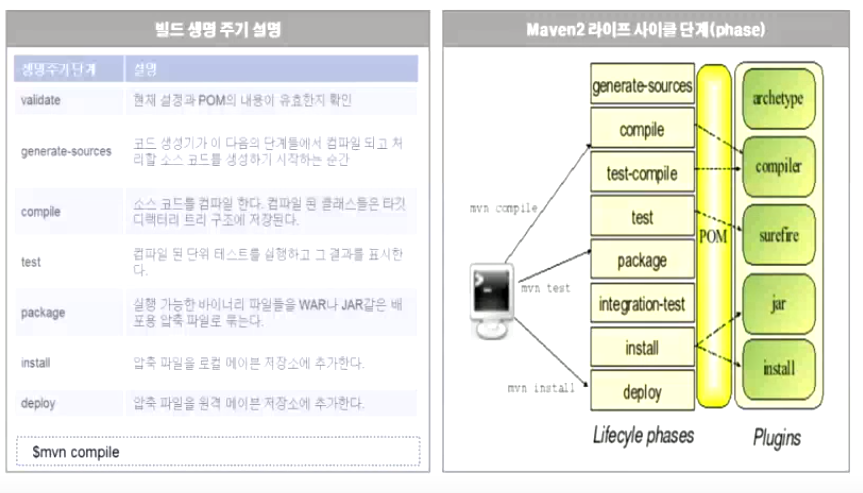 빌드 생명 주기 설명
생명주기단계 설명
validate 현재 설정과 POM의 내용이 유효한지 확인
generate-sources 코드 생성기가 이 다음의 단계들에서 컴파일 되고 처
리할 소스 코드를 생성하기 시작하는 순간
compile 소스 코드를 컴파일 한다. 컴파일 된 클래스들은 타깃
디렉터리 트리 구조에 저장된다.
test 컴파일 된 단위 테스트를 실행하고 그 결과를 표시한
다.
package 실행 가능한 바이너리 파일들을 WAR나 JAR같은 배
포용 압축 파일로 묶는다.
install 압축 파일을 로컬 메이븐 저장소에 추가한다.
deploy 압축 파일을 원격 메이븐 저장소에 추가한다.
$mvn compile
Maven2 라이프 사이클 단계(phase)
mvn compile
mvn test
mvn install
generate-sources
compile
test-compile
test
package
integration-test
install
deploy
Lifecyle phases
POM
archetype
compiler
surefire
jar
install
Plugins